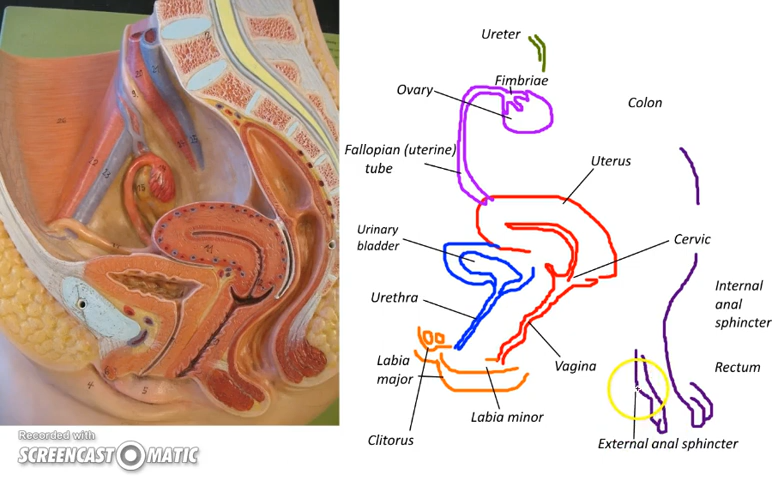 Ureter
Fimbriae
Ovary
Colon
Fallopian (uterine)
tube
Uterus
Urinary
bladder
Cervic
Internal
anal
sphincter
Urethra
Labia
major
Vagina
Rectum
Labia minor
Clitorus
External anal sphincter
Recorded with
SCREENCAST O MATIC